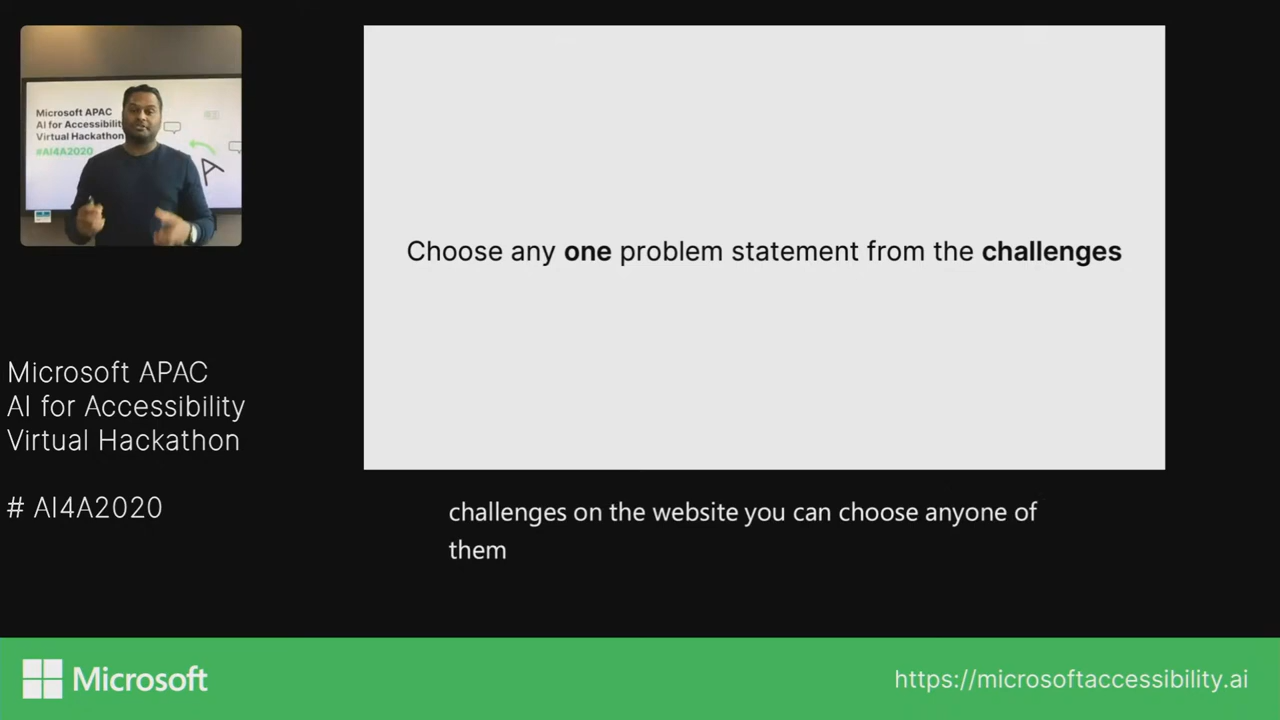 Microsoft APAC
AI for Accessibility
Virtual Hackathon
#AI4A2020
A
Choose any one problem statement from the challenges
Microsoft APAC
AI for Accessibility
Virtual Hackathon
# AI4A2020
challenges on the website you can choose anyone of
them
Microsoft
https://microsoftaccessibility.ai